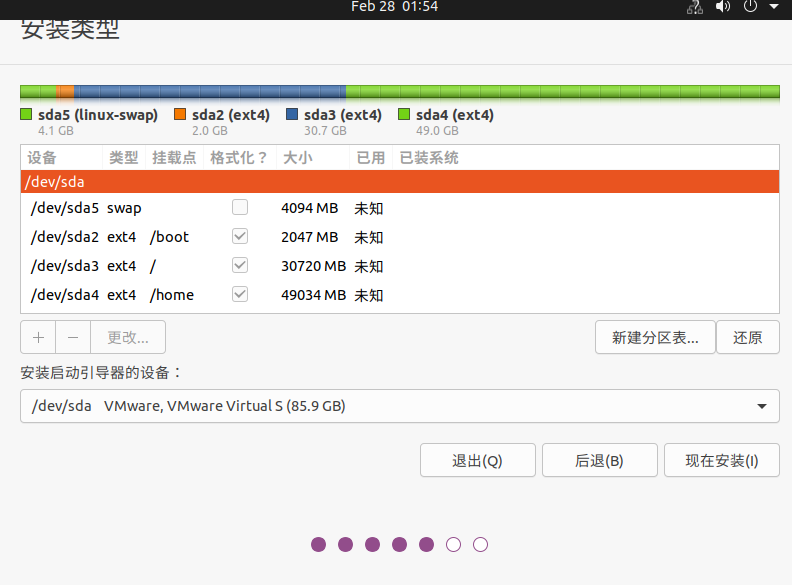 Feb 28 01:54
安装类型
sda5 (linux-swap) sda2 (ext4) sda3 (ext4) sda4 (ext4)
4.1 GB 2.0 GB 30.7 GB 49.0 GB
设备 类型 挂载点 格式化？ 大小 已用 已装系统
/dev/sda
/dev/sda5 swap 4094 MB 未知
/dev/sda2 ext4 /boot 2047 MB 未知
/dev/sda3 ext4 / 30720 MB 未知
/dev/sda4 ext4 /home 49034 MB 未知
+ − 更改... 新建分区表... 还原
安装启动引导器的设备：
/dev/sda VMware, VMware Virtual S (85.9 GB)
退出(Q) 后退(B) 现在安装(I)